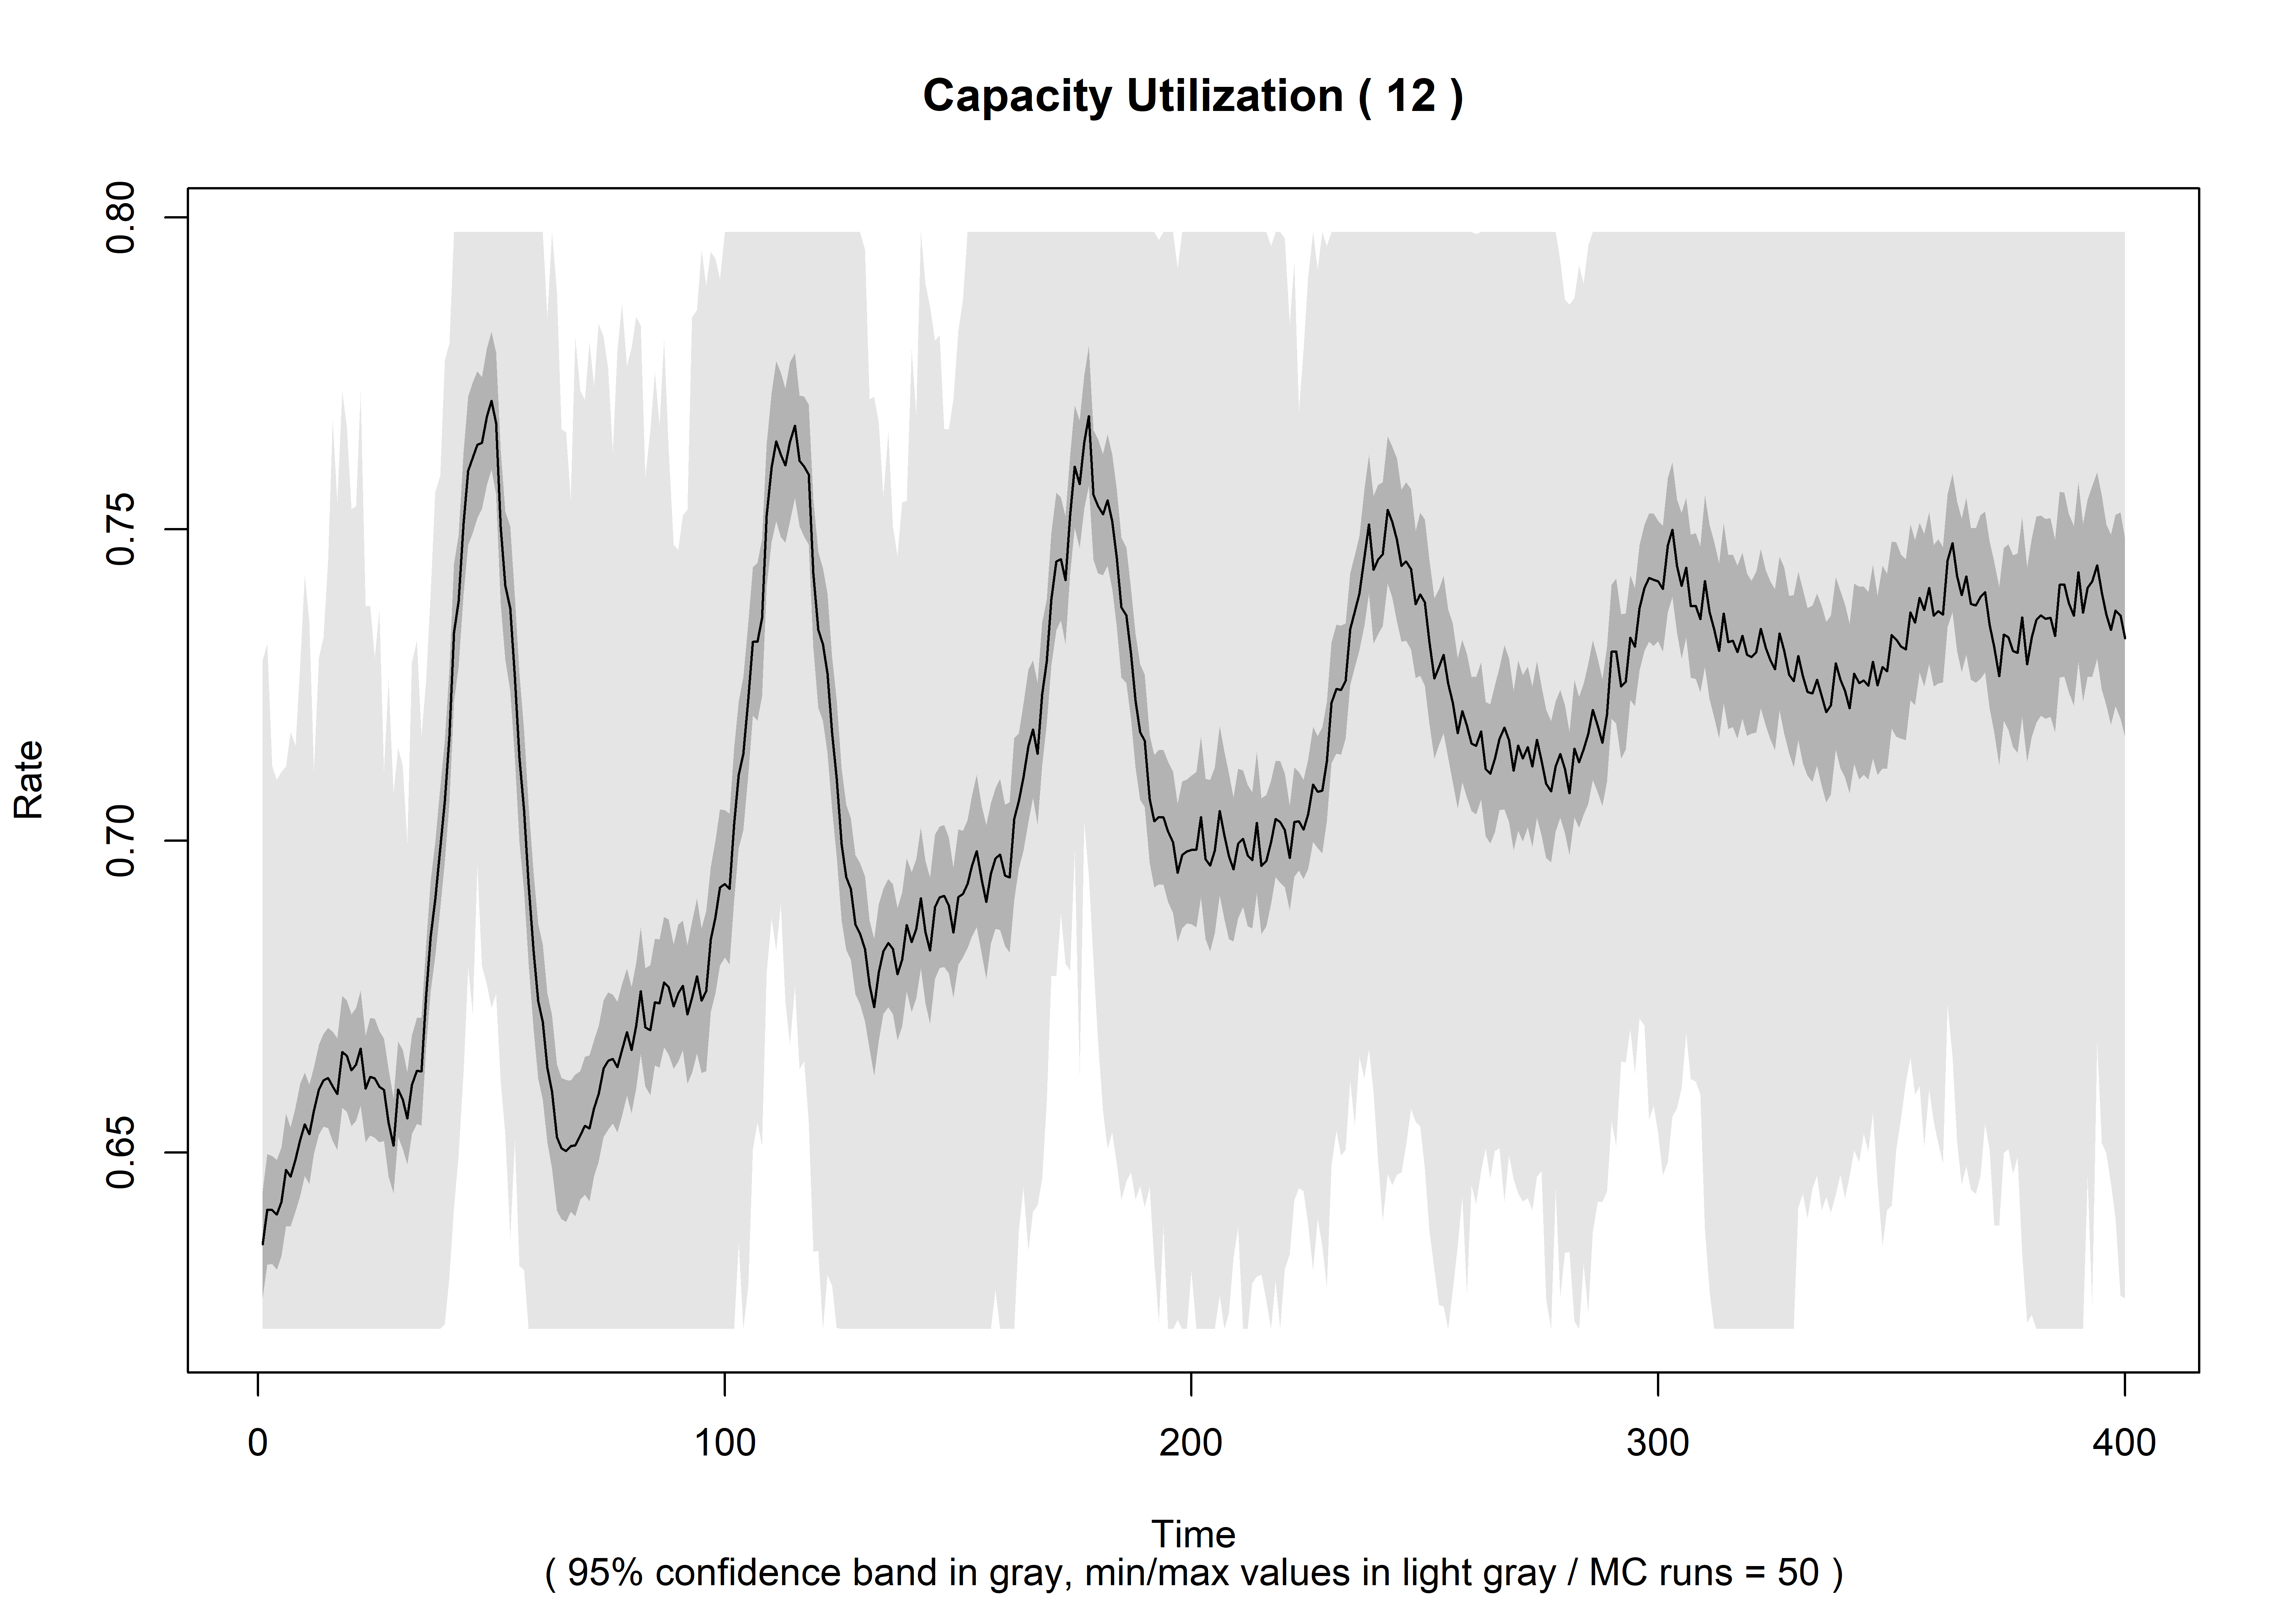 Capacity Utilization ( 12 )
Rate
0.80
0.75
0.70
0.65
0
100
200
300
400
Time
( 95% confidence band in gray, min/max values in light gray / MC runs = 50 )